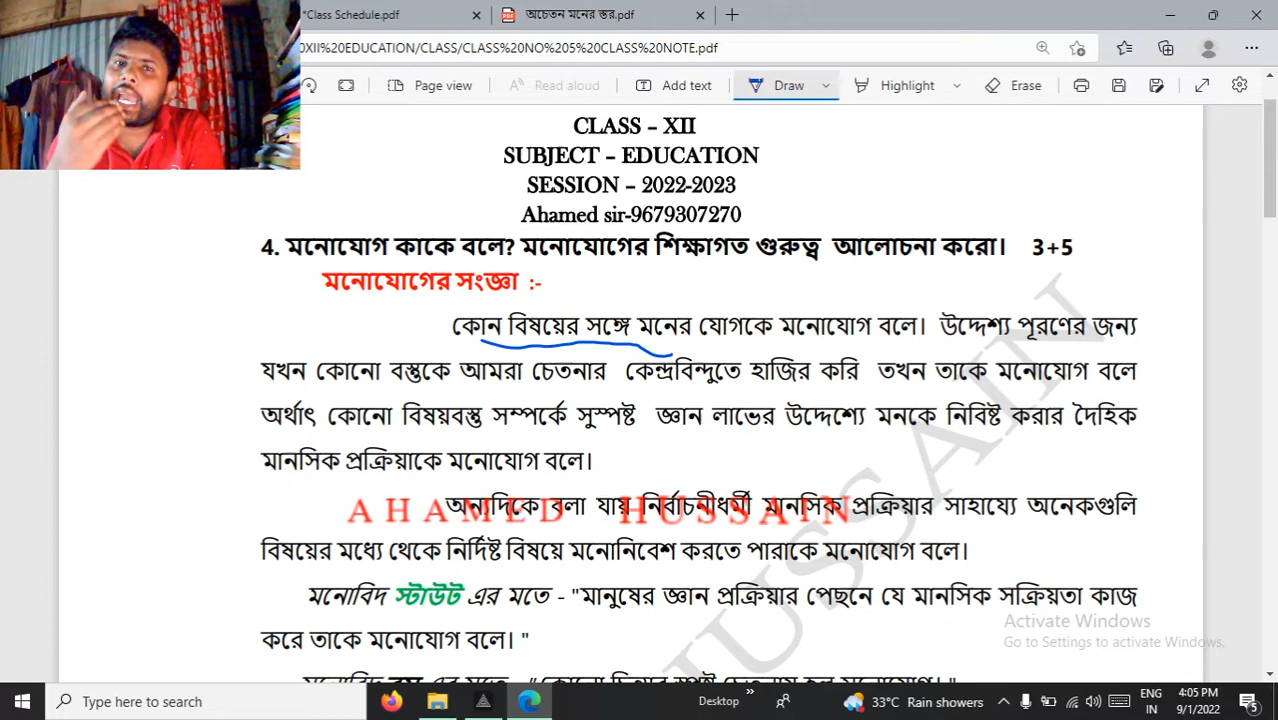 *Class Schedule.pdf
অচেতন মনের স্তর.pdf
0XII%20EDUCATION/CLASS/CLASS%20NO%205%20CLASS%20NOTE.pdf
Page view
Read aloud
Add text
Draw
Highlight
Erase
CLASS – XII
SUBJECT – EDUCATION
SESSION – 2022-2023
Ahamed sir-9679307270
4. মনোযোগ কাকে বলে? মনোযোগের শিক্ষাগত গুরুত্ব আলোচনা করো। 3+5
মনোযোগের সংজ্ঞা :-
কোন বিষয়ের সঙ্গে মনের যোগকে মনোযোগ বলে। উদ্দেশ্য পূরণের জন্য
যখন কোনো বস্তুকে আমরা চেতনার কেন্দ্রবিন্দুতে হাজির করি তখন তাকে মনোযোগ বলে
অর্থাৎ কোনো বিষয়বস্তু সম্পর্কে সুস্পষ্ট জ্ঞান লাভের উদ্দেশ্যে মনকে নিবিষ্ট করার দৈহিক
মানসিক প্রক্রিয়াকে মনোযোগ বলে।
অন্যদিকে বলা যায় নির্বাচনীধর্মী মানসিক প্রক্রিয়ার সাহায্যে অনেকগুলি
AHAMED HUSSAIN
বিষয়ের মধ্যে থেকে নির্দিষ্ট বিষয়ে মনোনিবেশ করতে পারাকে মনোযোগ বলে।
মনোবিদ স্টাউট এর মতে - "মানুষের জ্ঞান প্রক্রিয়ার পেছনে যে মানসিক সক্রিয়তা কাজ
করে তাকে মনোযোগ বলে। "
HUSSAIN
Activate Windows
Go to Settings to activate Windows.
Type here to search
Desktop
33°C Rain showers
ENG
IN
4:05 PM
9/1/2022
5